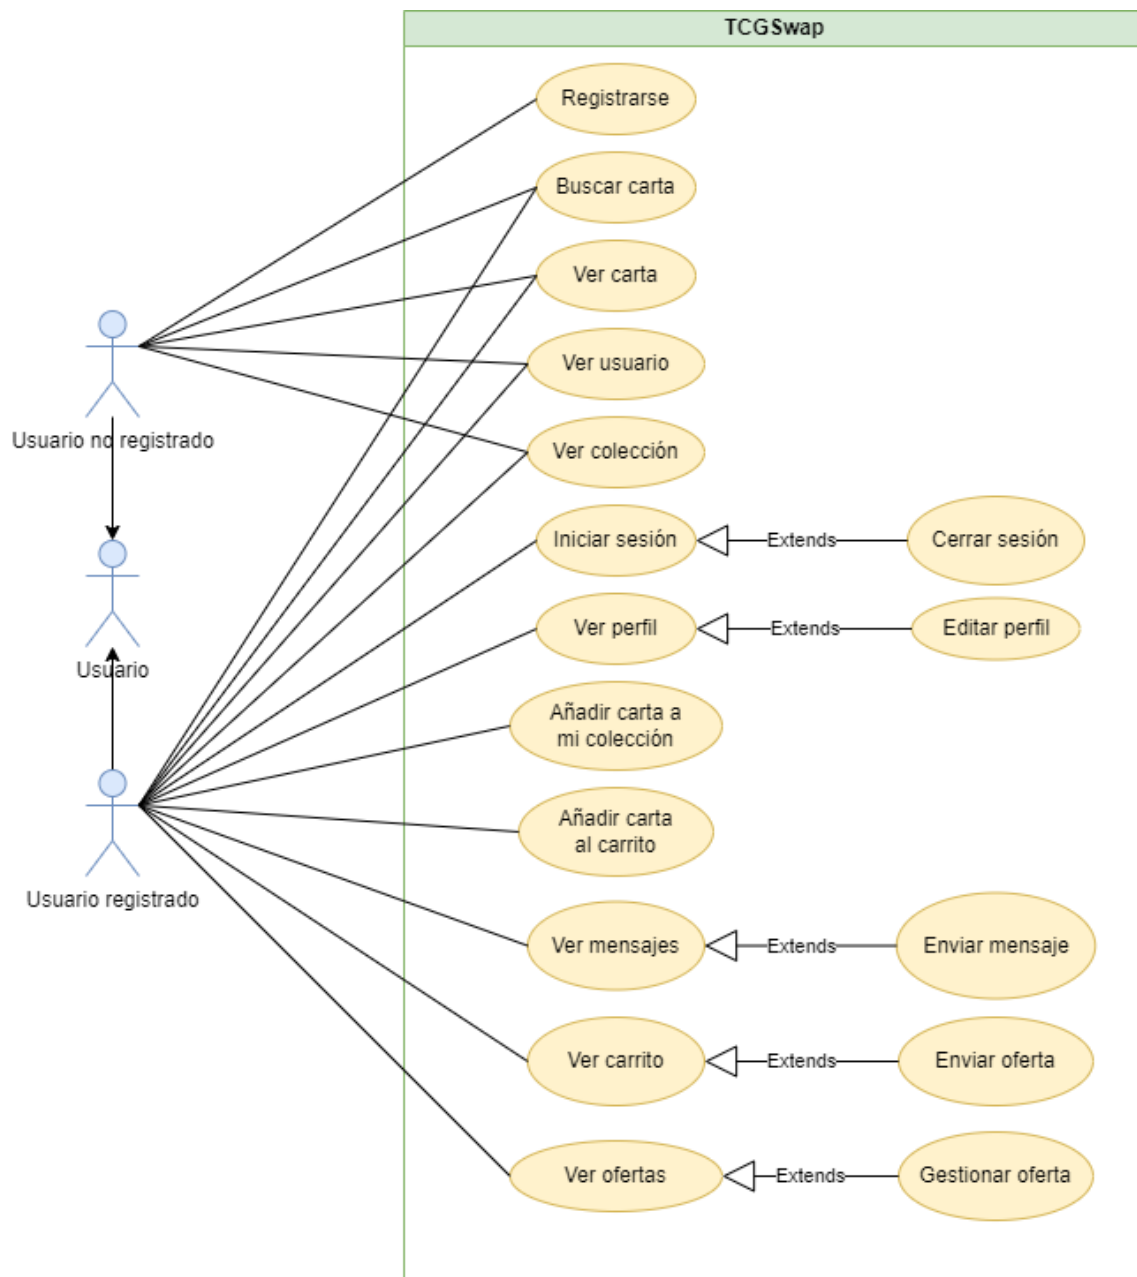 TCGSwap
Registrarse
Buscar carta
Ver carta
Usuario no registrado
Ver usuario
Ver colección
Iniciar sesión
Extends
Cerrar sesión
Usuario
Ver perfil
Extends
Editar perfil
Añadir carta a
mi colección
Usuario registrado
Añadir carta
al carrito
Ver mensajes
Extends
Enviar mensaje
Ver carrito
Extends
Enviar oferta
Ver ofertas
Extends
Gestionar oferta